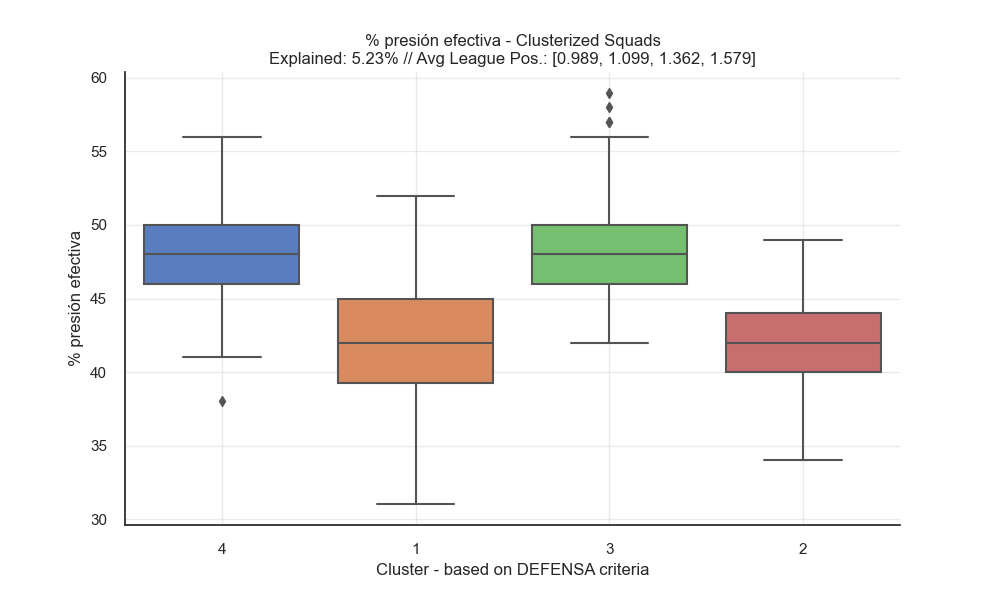 % presión efectiva - Clusterized Squads
Explained: 5.23% // Avg League Pos.: [0.989, 1.099, 1.362, 1.579]
60
55
50
45
40
35
30
% presión efectiva
4 1 3 2
Cluster - based on DEFENSA criteria